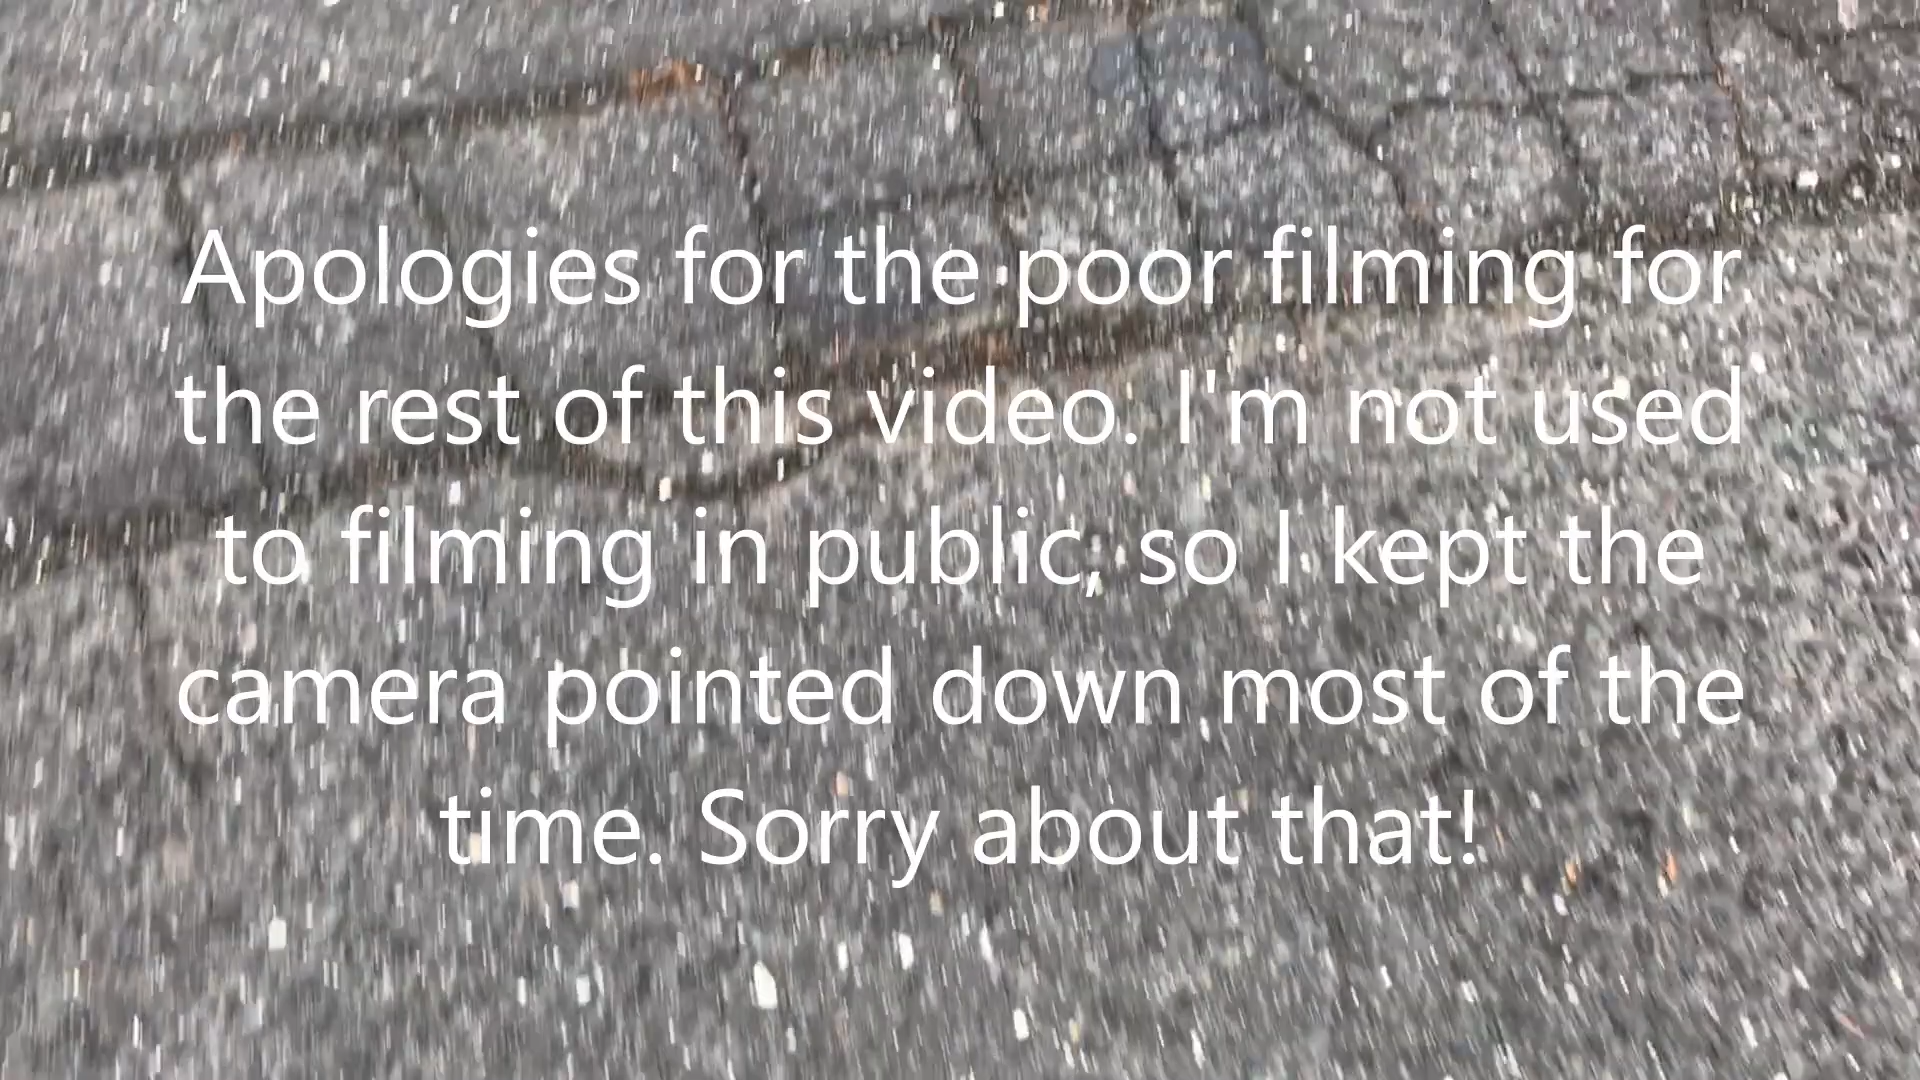 Apologies for the poor filming for
the rest of this video. I'm not used
to filming in public, so I kept the
camera pointed down most of the
time. Sorry about that!